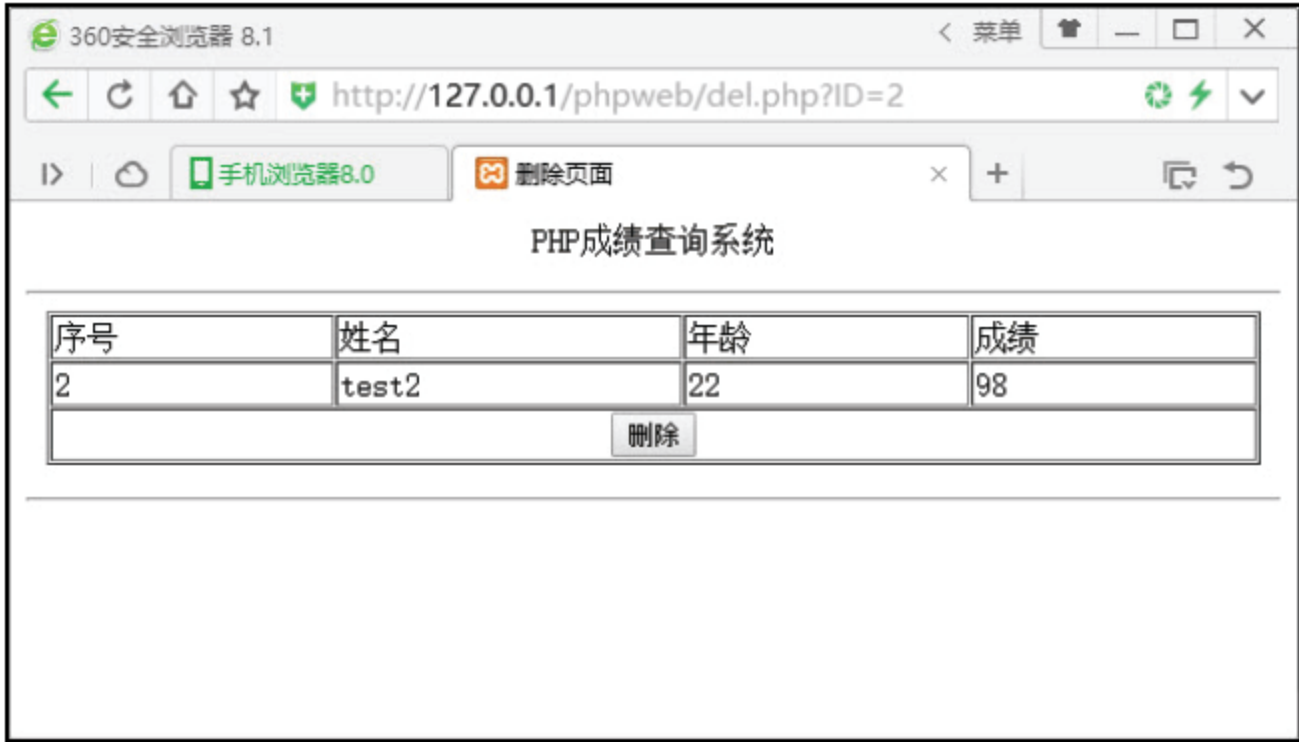 360安全浏览器 8.1
菜单
http://127.0.0.1/phpweb/del.php?ID=2
手机浏览器8.0
删除页面
PHP成绩查询系统
序号 姓名 年龄 成绩
2 test2 22 98
删除